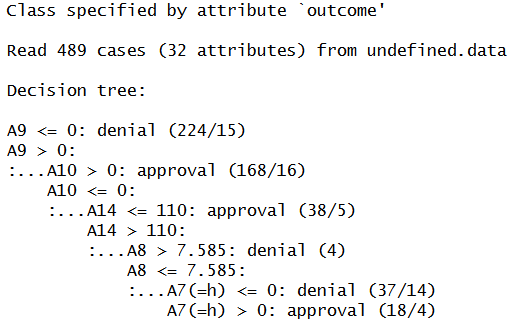 Class specified by attribute `outcome'
Read 489 cases (32 attributes) from undefined.data
Decision tree:
A9 <= 0: denial (224/15)
A9 > 0:
:...A10 > 0: approval (168/16)
    A10 <= 0:
    :...A14 <= 110: approval (38/5)
        A14 > 110:
        :...A8 > 7.585: denial (4)
            A8 <= 7.585:
            :...A7(=h) <= 0: denial (37/14)
                A7(=h) > 0: approval (18/4)